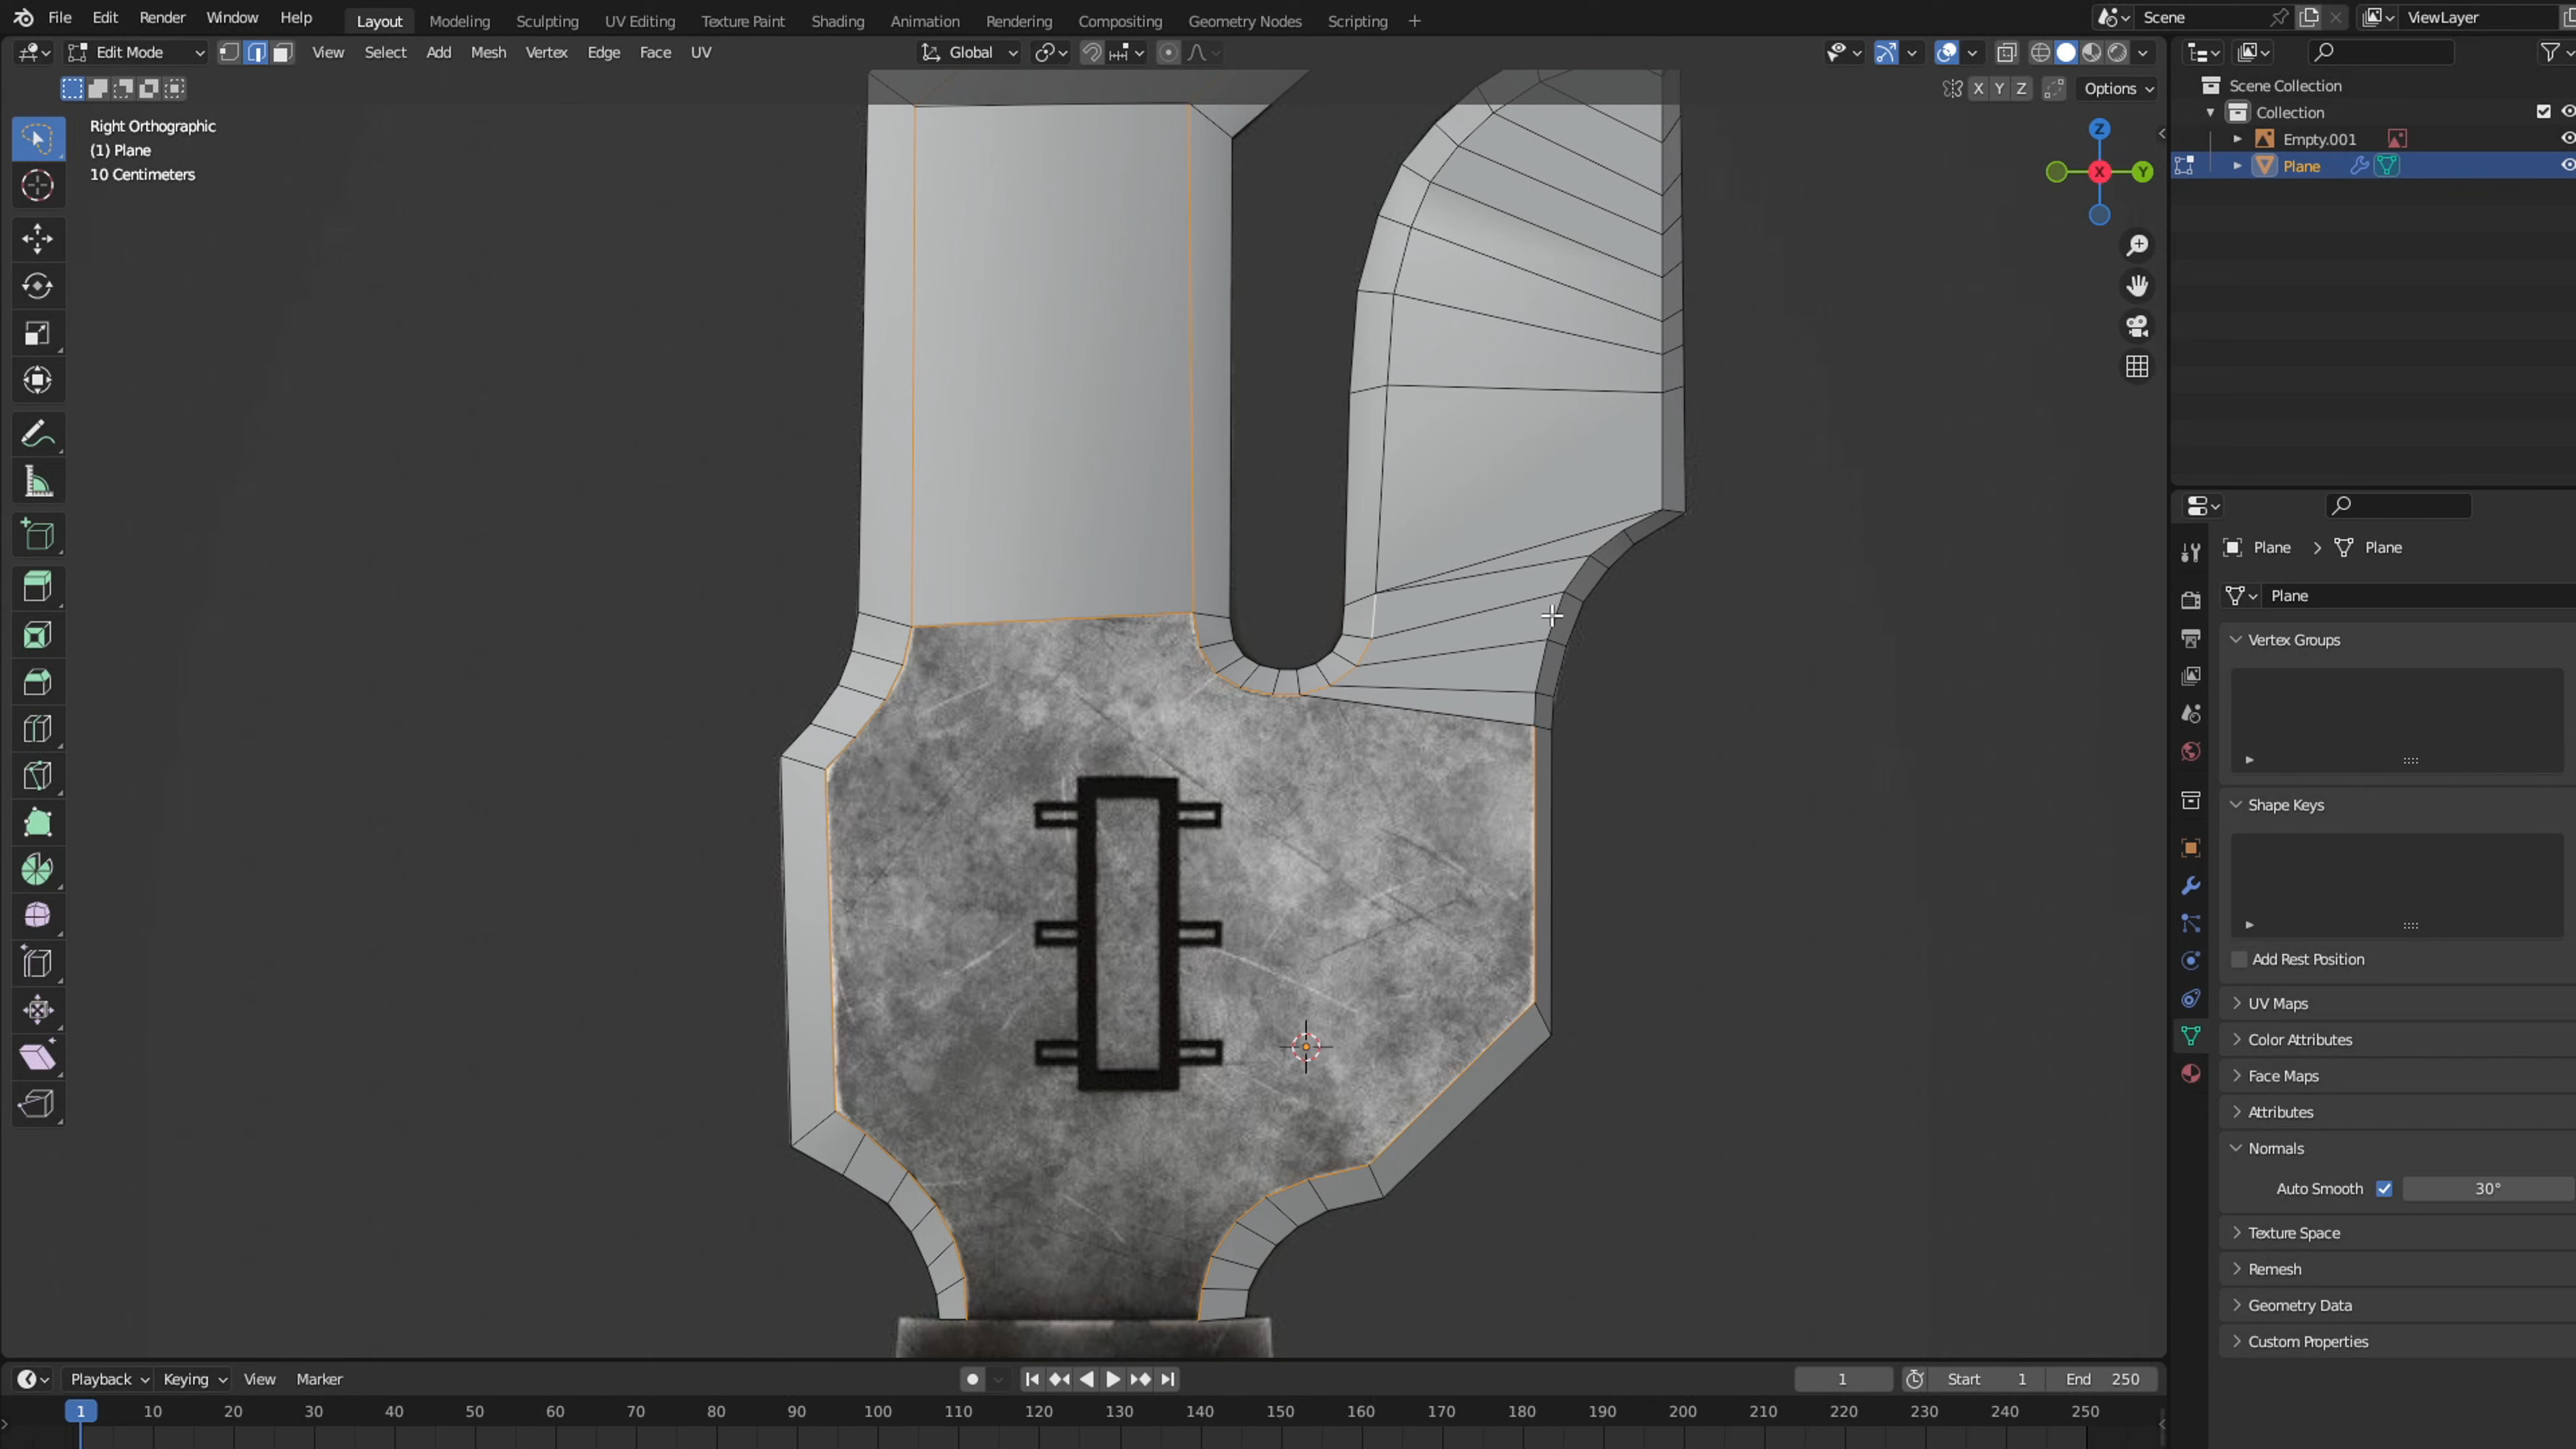 File Edit Render Window Help Layout Modeling Sculpting UV Editing Texture Paint Shading Animation Rendering Compositing Geometry Nodes Scripting + Scene ViewLayer
Edit Mode View Select Add Mesh Vertex Edge Face UV Global
X Y Z Options
Right Orthographic
(1) Plane
10 Centimeters
Z
X
Y
Scene Collection
Collection
Empty.001
Plane
Plane > Plane
Plane
Vertex Groups
Shape Keys
Add Rest Position
UV Maps
Color Attributes
Face Maps
Attributes
Normals
Auto Smooth 30°
Texture Space
Remesh
Geometry Data
Custom Properties
Playback Keying View Marker 1 Start 1 End 250
1 10 20 30 40 50 60 70 80 90 100 110 120 130 140 150 160 170 180 190 200 210 220 230 240 250